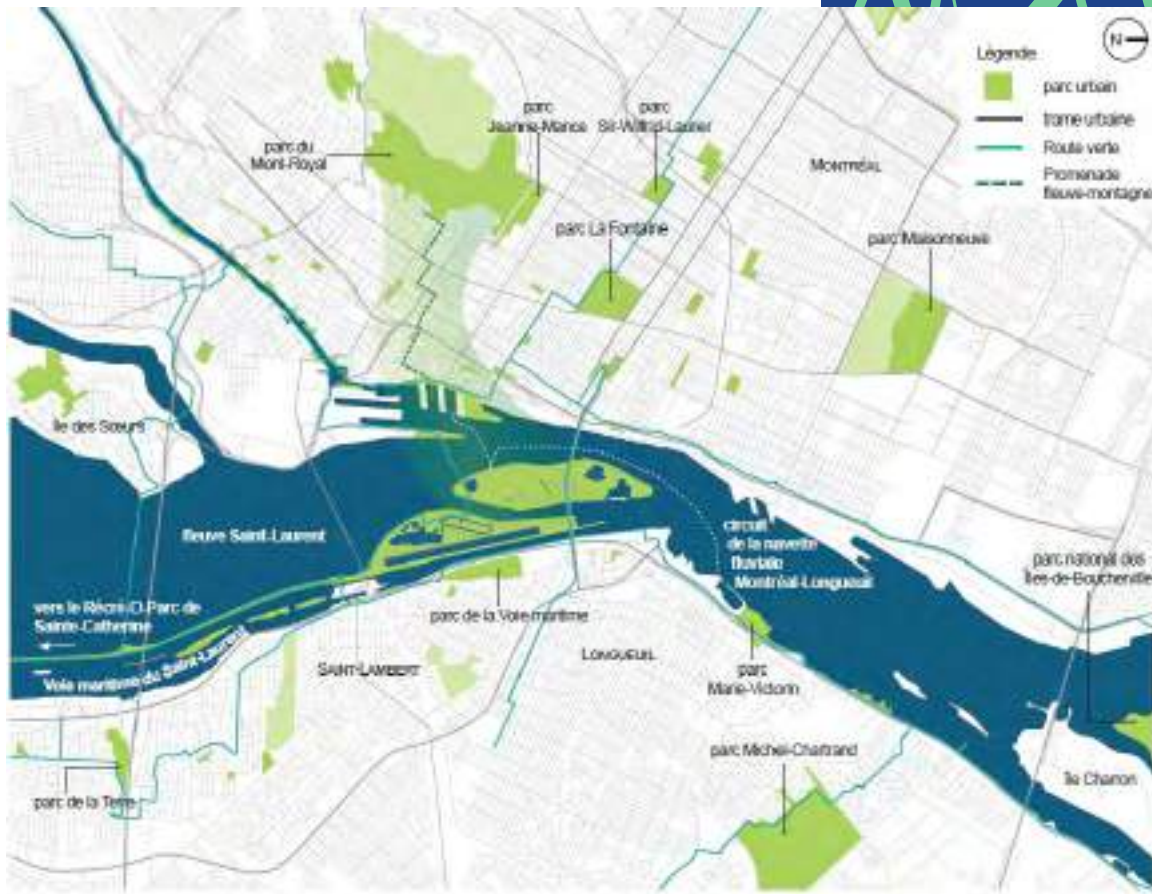 N
Légende
parc urbain
trame urbaine
Route verte
Promenade
fleuve-montagne
parc
Jeanne-Mance
parc
Sir-Wilfrid-Laurier
parc du
Mont-Royal
MONTRÉAL
parc La Fontaine
parc Maisonneuve
Île des Sœurs
fleuve Saint-Laurent
circuit
de la navette
fluviale
Montréal-Longueuil
parc national des
Îles-de-Boucherville
vers le Récré-O-Parc de
Sainte-Catherine
parc de la Voie maritime
Voie maritime du Saint-Laurent
SAINT-LAMBERT
LONGUEUIL
parc
Marie-Victorin
parc Michel-Chartrand
Île Charron
parc de la Terre